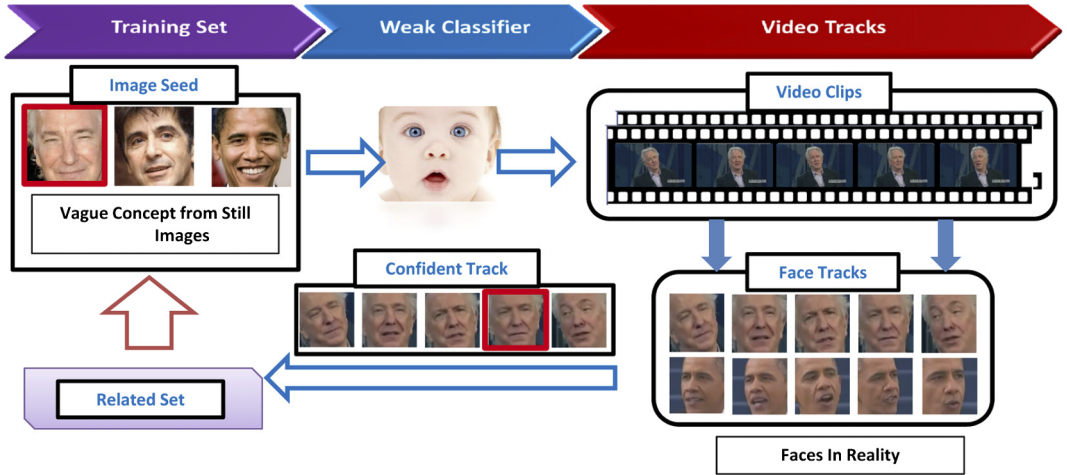 Training Set
Weak Classifier
Video Tracks
Image Seed
Video Clips
Vague Concept from Still
Images
Confident Track
Face Tracks
Related Set
Faces In Reality